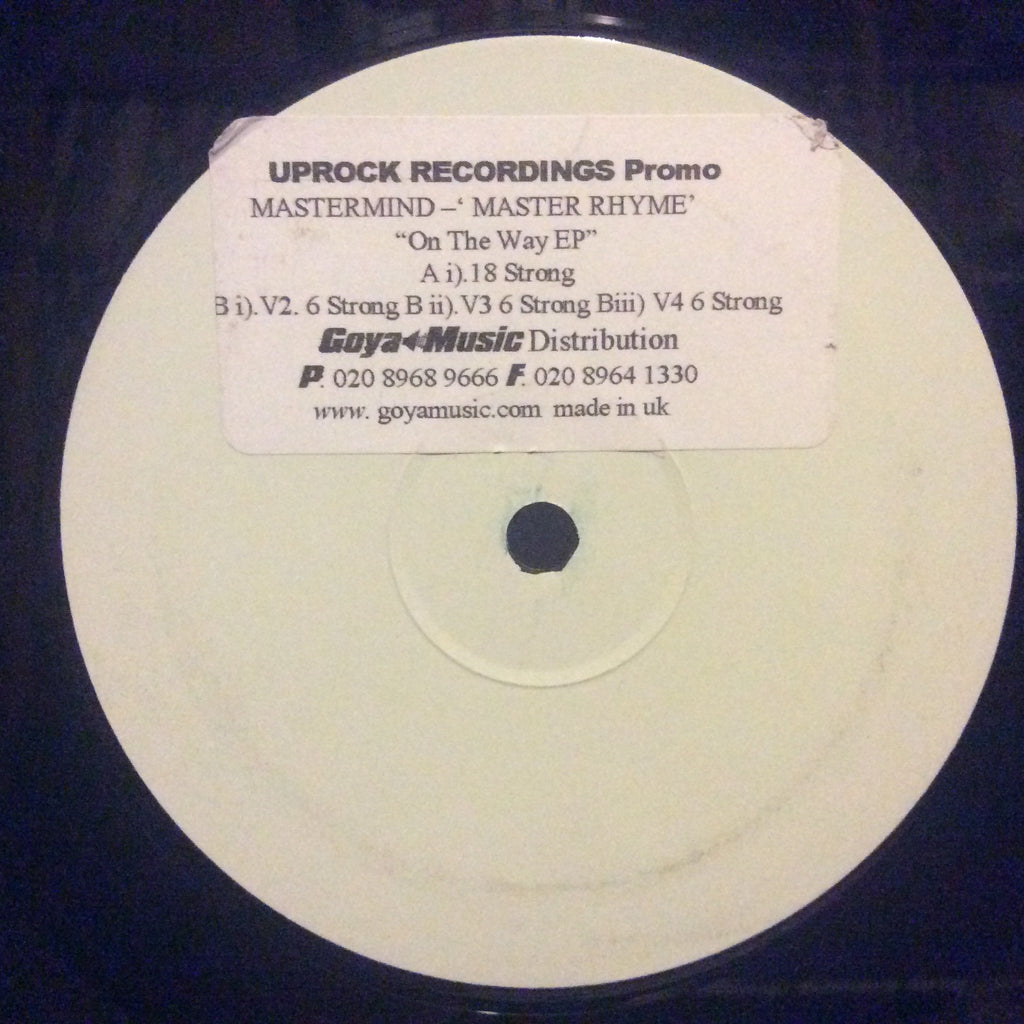 UPROCK RECORDINGS Promo
MASTERMIND –‘ MASTER RHYME’
“On The Way EP”
A i).18 Strong
B i). V2. 6 Strong B ii). V3 6 Strong Biii) V4 6 Strong
Goya Music Distribution
P. 020 8968 9666 F. 020 8964 1330
www. goyamusic.com made in uk